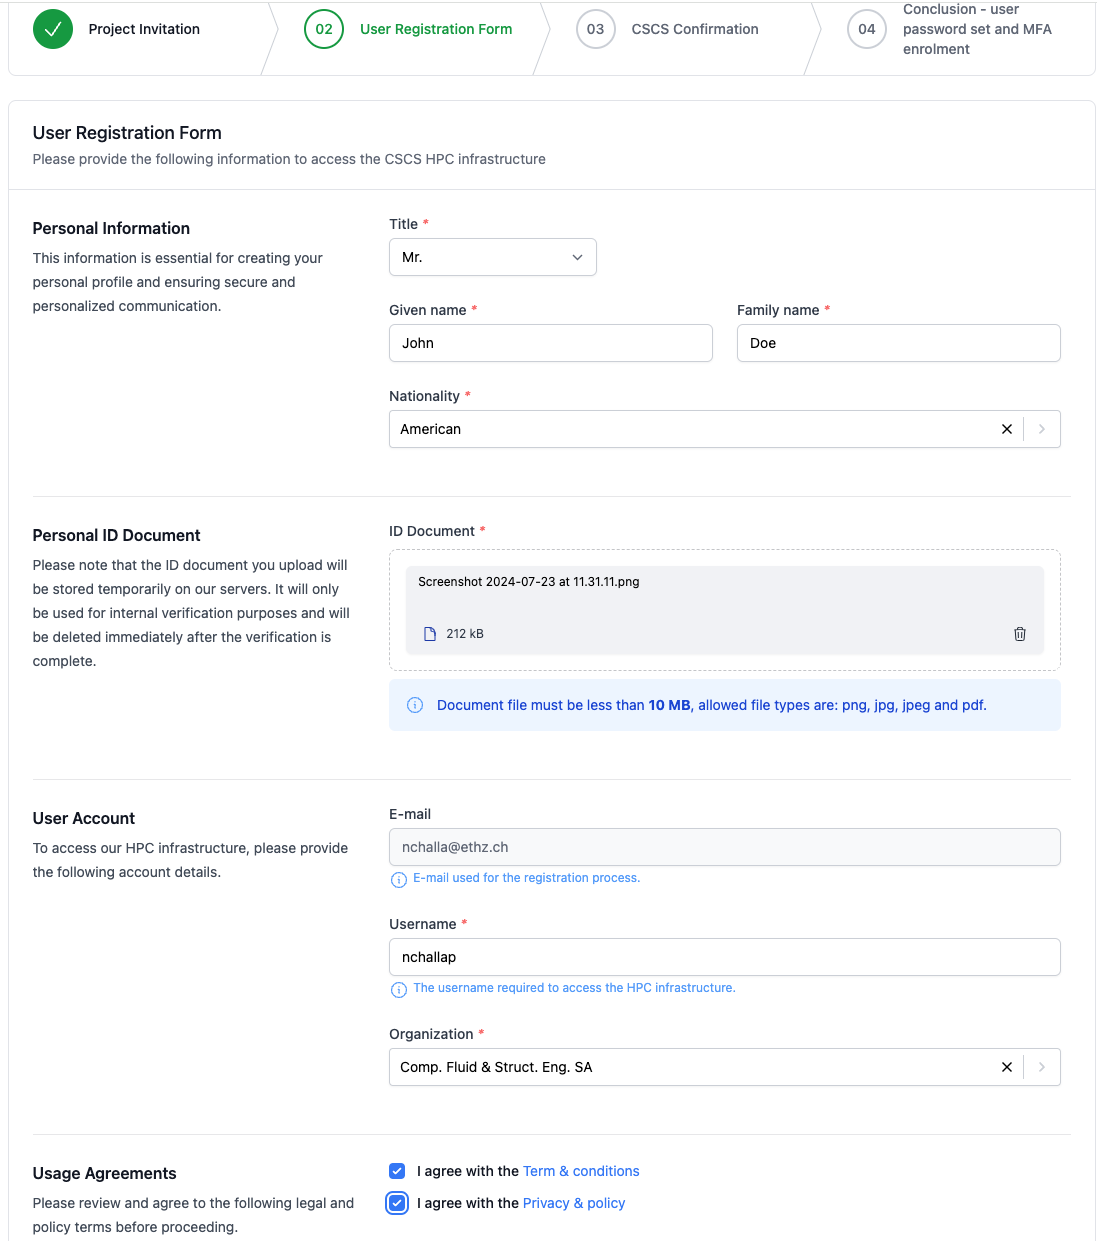 Project Invitation
02
User Registration Form
03
CSCS Confirmation
04
Conclusion - user
password set and MFA
enrolment
User Registration Form
Please provide the following information to access the CSCS HPC infrastructure
Personal Information
This information is essential for creating your
personal profile and ensuring secure and
personalized communication.
Title *
Mr.
Given name *
John
Family name *
Doe
Nationality *
American
Personal ID Document
Please note that the ID document you upload will
be stored temporarily on our servers. It will only
be used for internal verification purposes and will
be deleted immediately after the verification is
complete.
ID Document *
Screenshot 2024-07-23 at 11.31.11.png
212 kB
Document file must be less than 10 MB, allowed file types are: png, jpg, jpeg and pdf.
User Account
To access our HPC infrastructure, please provide
the following account details.
E-mail
nchalla@ethz.ch
E-mail used for the registration process.
Username *
nchallap
The username required to access the HPC infrastructure.
Organization *
Comp. Fluid & Struct. Eng. SA
Usage Agreements
Please review and agree to the following legal and
policy terms before proceeding.
I agree with the Term & conditions
I agree with the Privacy & policy